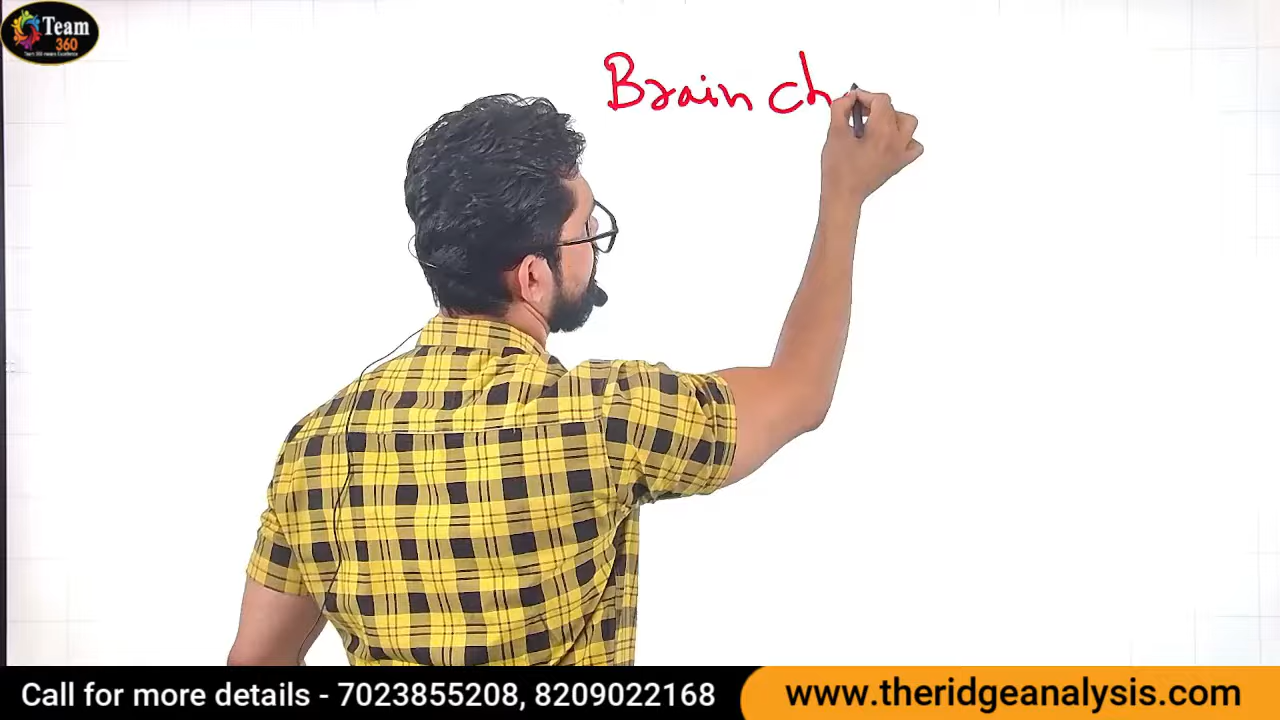 Team
360
Brain ch
Call for more details - 7023855208, 8209022168
www.theridgeanalysis.com